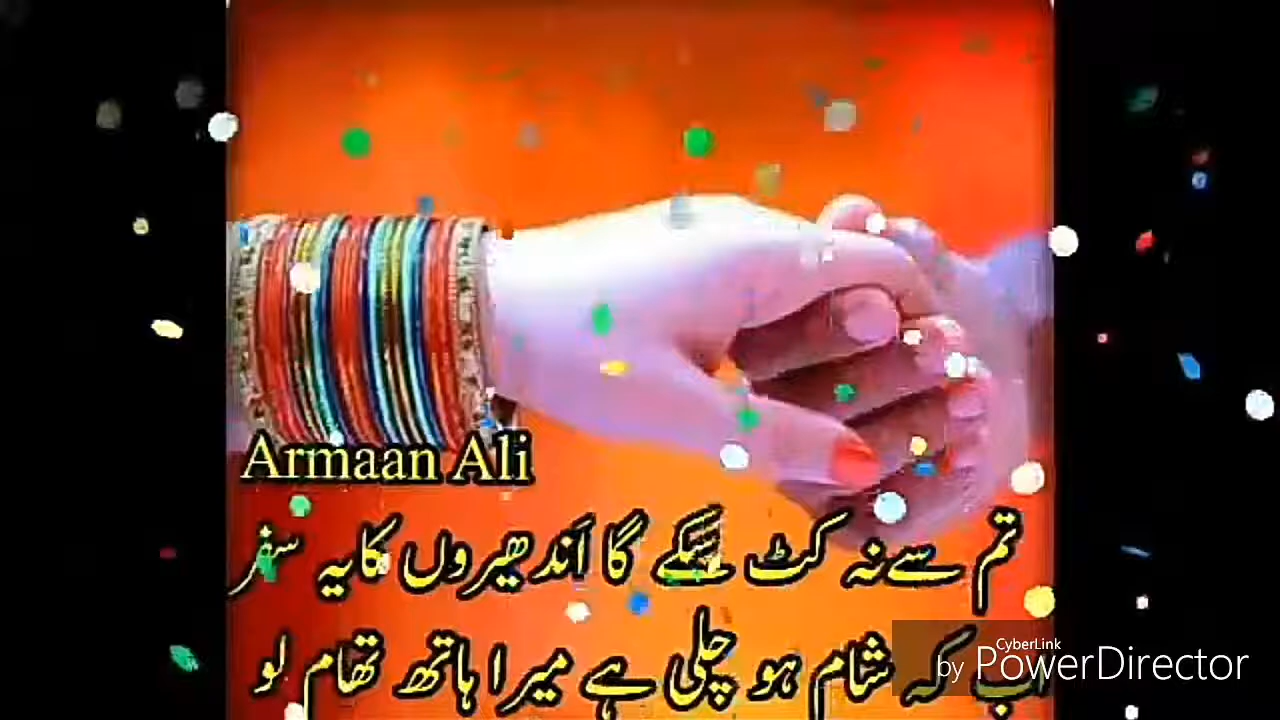 Armaan Ali
تم سے نہ کٹ سکے گا اَندھیروں کا یہ سفر
اب کہ شام ہو چلی ہے میرا ہاتھ تھام لو
CyberLink
by PowerDirector